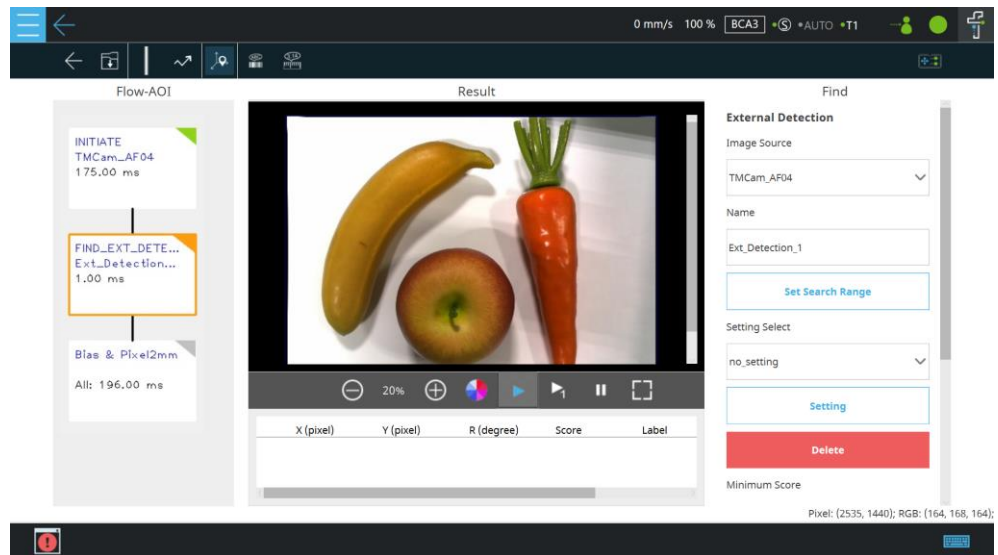 0 mm/s 100 % BCA3 S AUTO T1
Flow-AOI
Result
Find
INITIATE
TMCam_AF04
175.00 ms
FIND_EXT_DETE...
Ext_Detection...
1.00 ms
Bias & Pixel2mm
All: 196.00 ms
20%
1
X (pixel) Y (pixel) R (degree) Score Label
External Detection
Image Source
TMCam_AF04
Name
Ext_Detection_1
Set Search Range
Setting Select
no_setting
Setting
Delete
Minimum Score
Pixel: (2535, 1440); RGB: (164, 168, 164);